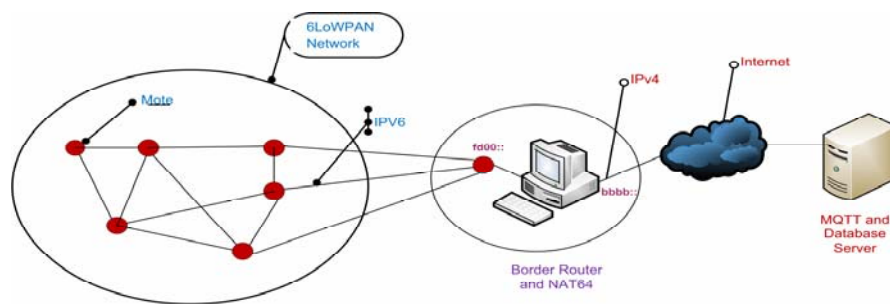 6LoWPAN
Network
Mote
IPV6
fd00::
bbbb::
IPv4
Internet
Border Router
and NAT64
MQTT and
Database
Server